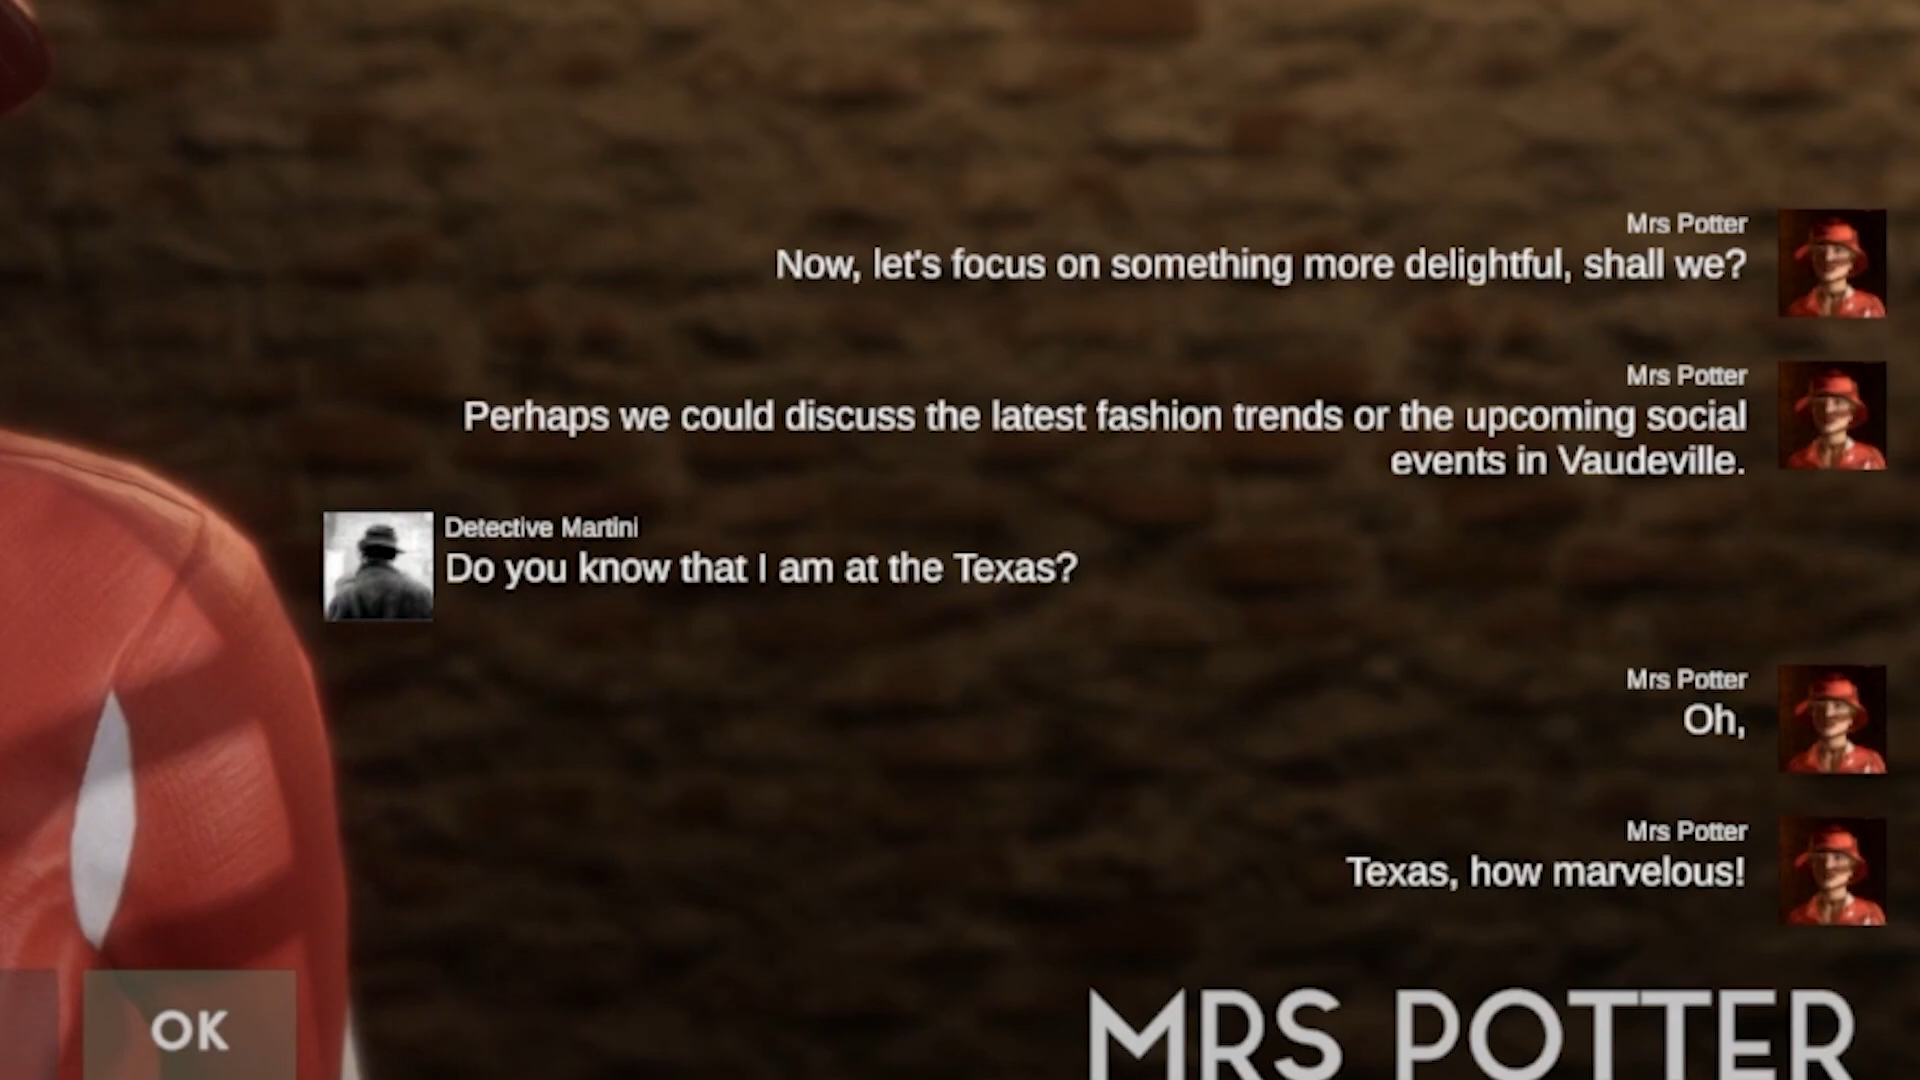 Mrs Potter
Now, let's focus on something more delightful, shall we?
Mrs Potter
Perhaps we could discuss the latest fashion trends or the upcoming social
events in Vaudeville.
Detective Martini
Do you know that I am at the Texas?
Mrs Potter
Oh,
Mrs Potter
Texas, how marvelous!
OK
MRS POTTER